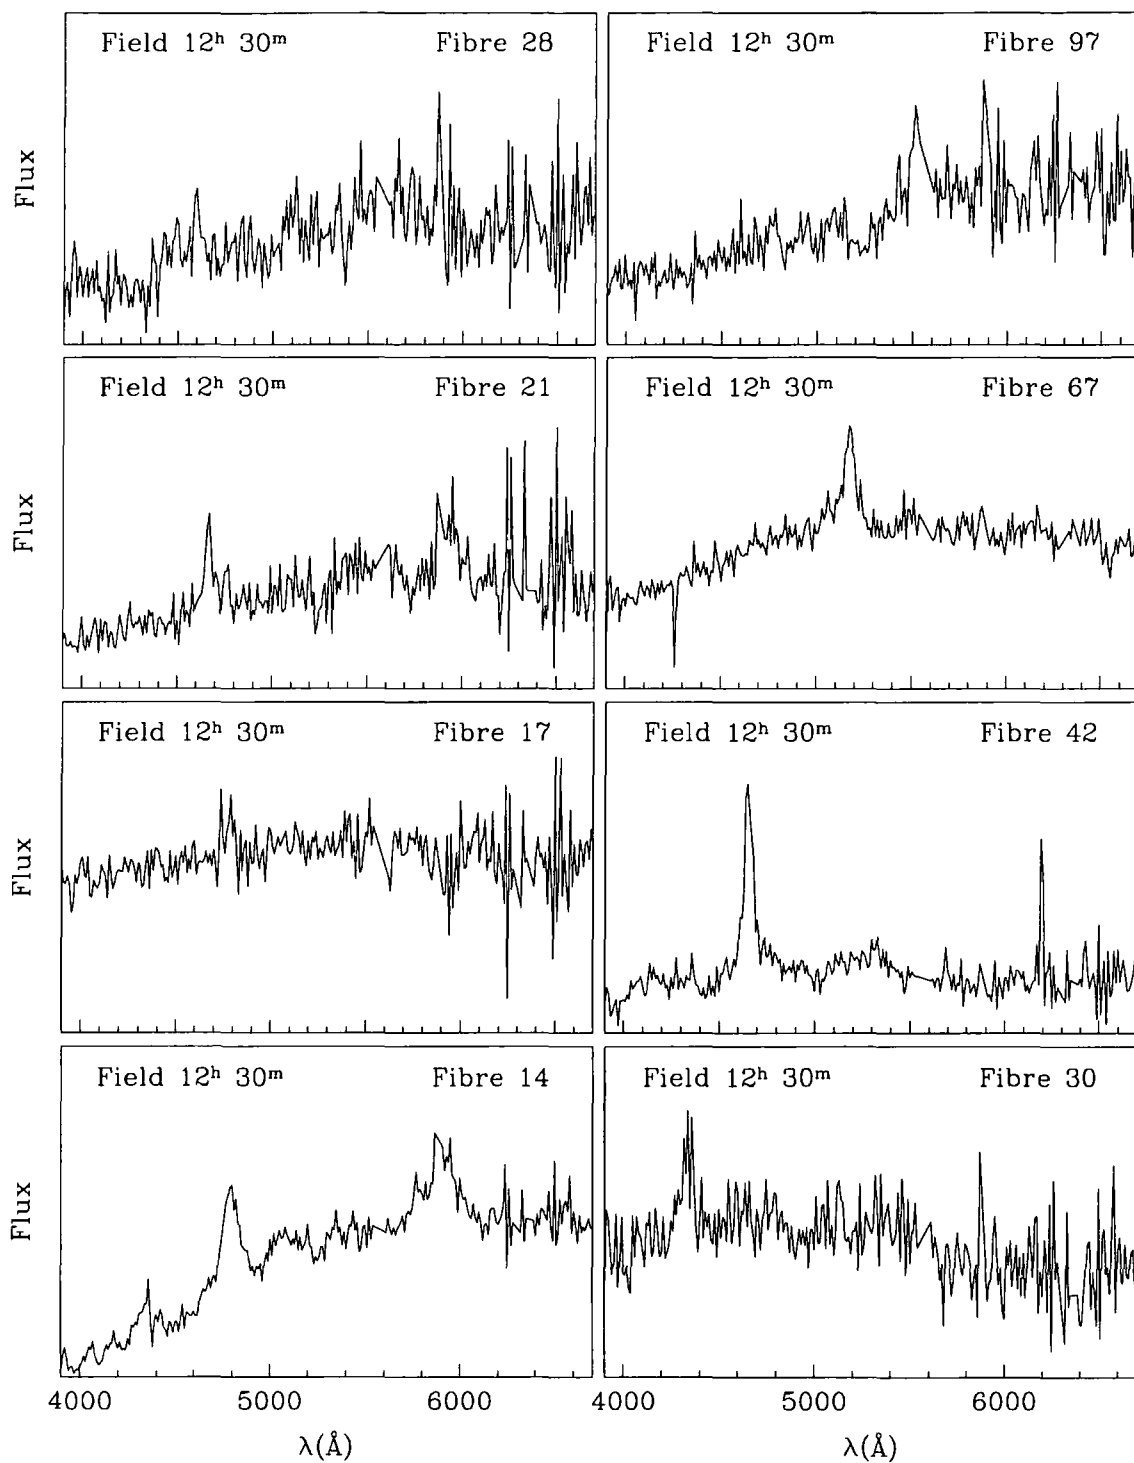 Field 12ʰ 30ᵐ Fibre 28
Field 12ʰ 30ᵐ Fibre 97
Flux
Field 12ʰ 30ᵐ Fibre 21
Field 12ʰ 30ᵐ Fibre 67
Flux
Field 12ʰ 30ᵐ Fibre 17
Field 12ʰ 30ᵐ Fibre 42
Flux
Field 12ʰ 30ᵐ Fibre 14
Field 12ʰ 30ᵐ Fibre 30
Flux
4000 5000 6000
4000 5000 6000
λ(Å)
λ(Å)